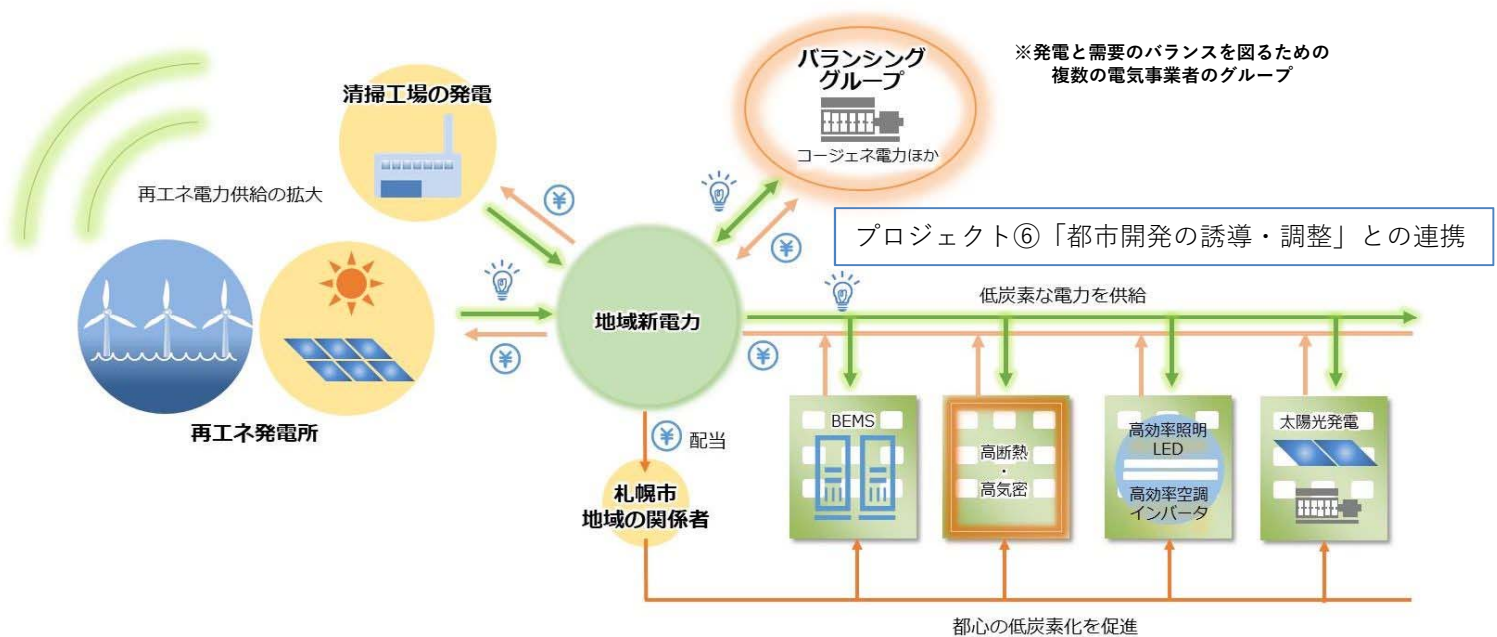 バランシング
グループ
コージェネ電力ほか
※発電と需要のバランスを図るための
複数の電気事業者のグループ
清掃工場の発電
再エネ電力供給の拡大
¥
¥
プロジェクト⑥「都市開発の誘導・調整」との連携
低炭素な電力を供給
地域新電力
¥
¥
再エネ発電所
¥ 配当
札幌市
地域の関係者
BEMS
高断熱
・
高気密
高効率照明
LED
高効率空調
インバータ
太陽光発電
都心の低炭素化を促進